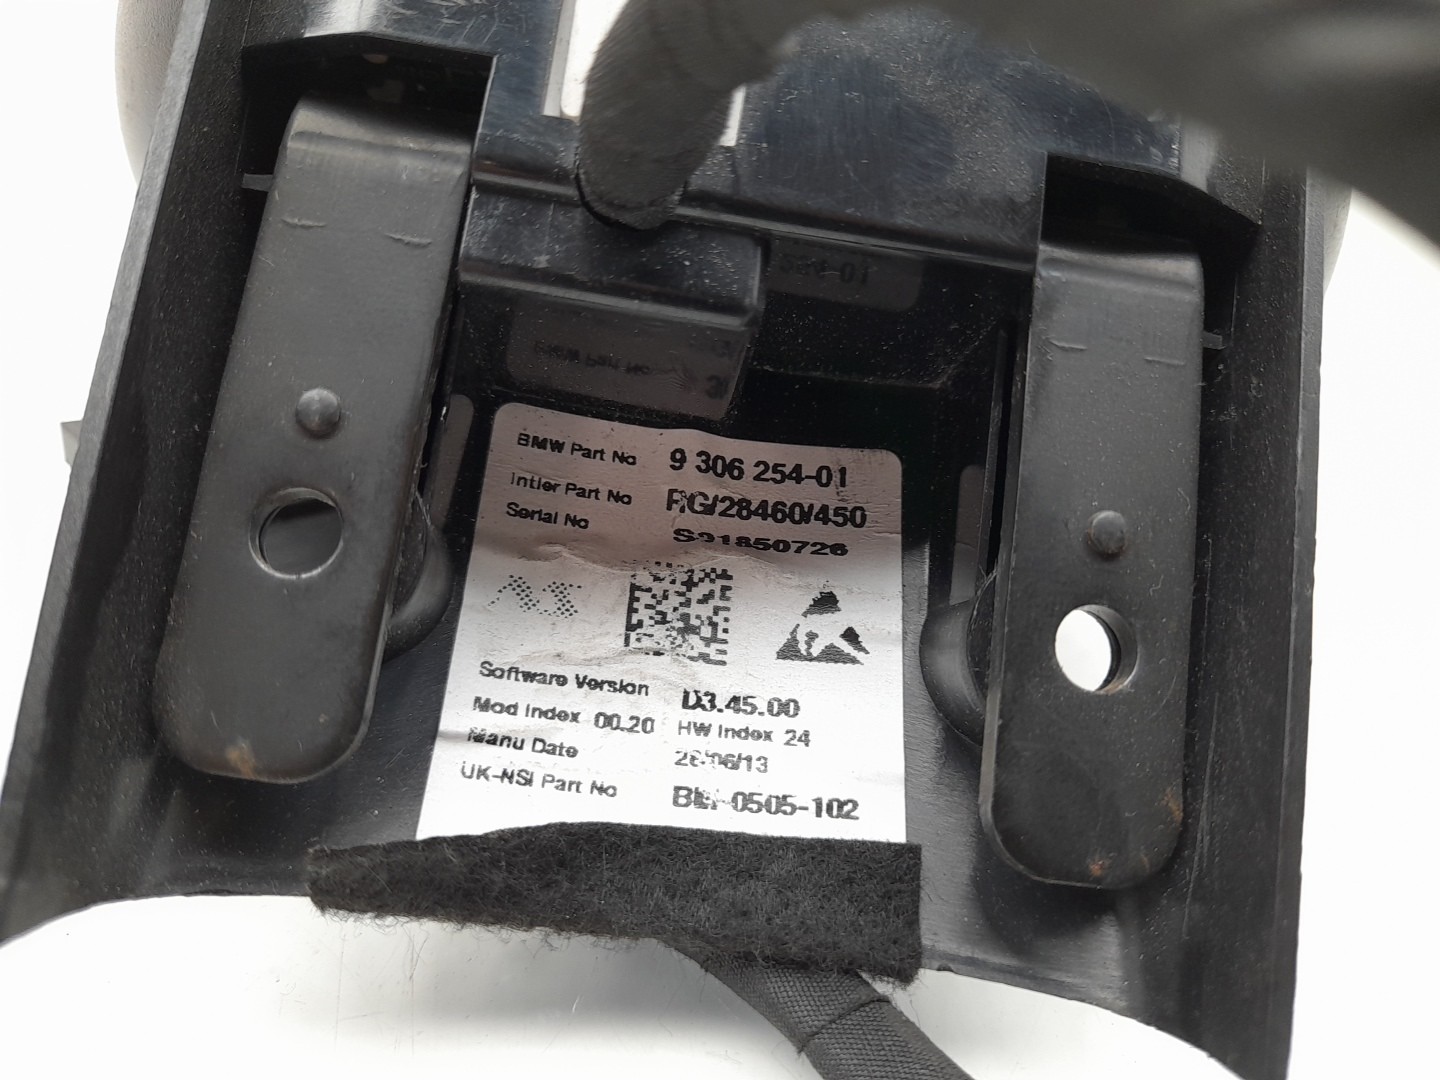 BMW Part No 9 306 254-01
Intier Part No RG/28460/450
Serial No S21850726
Software Version D3.45.00
Mod Index 00.20 HW Index 24
Manu Date 26/06/13
UK-NSI Part No 0505-102